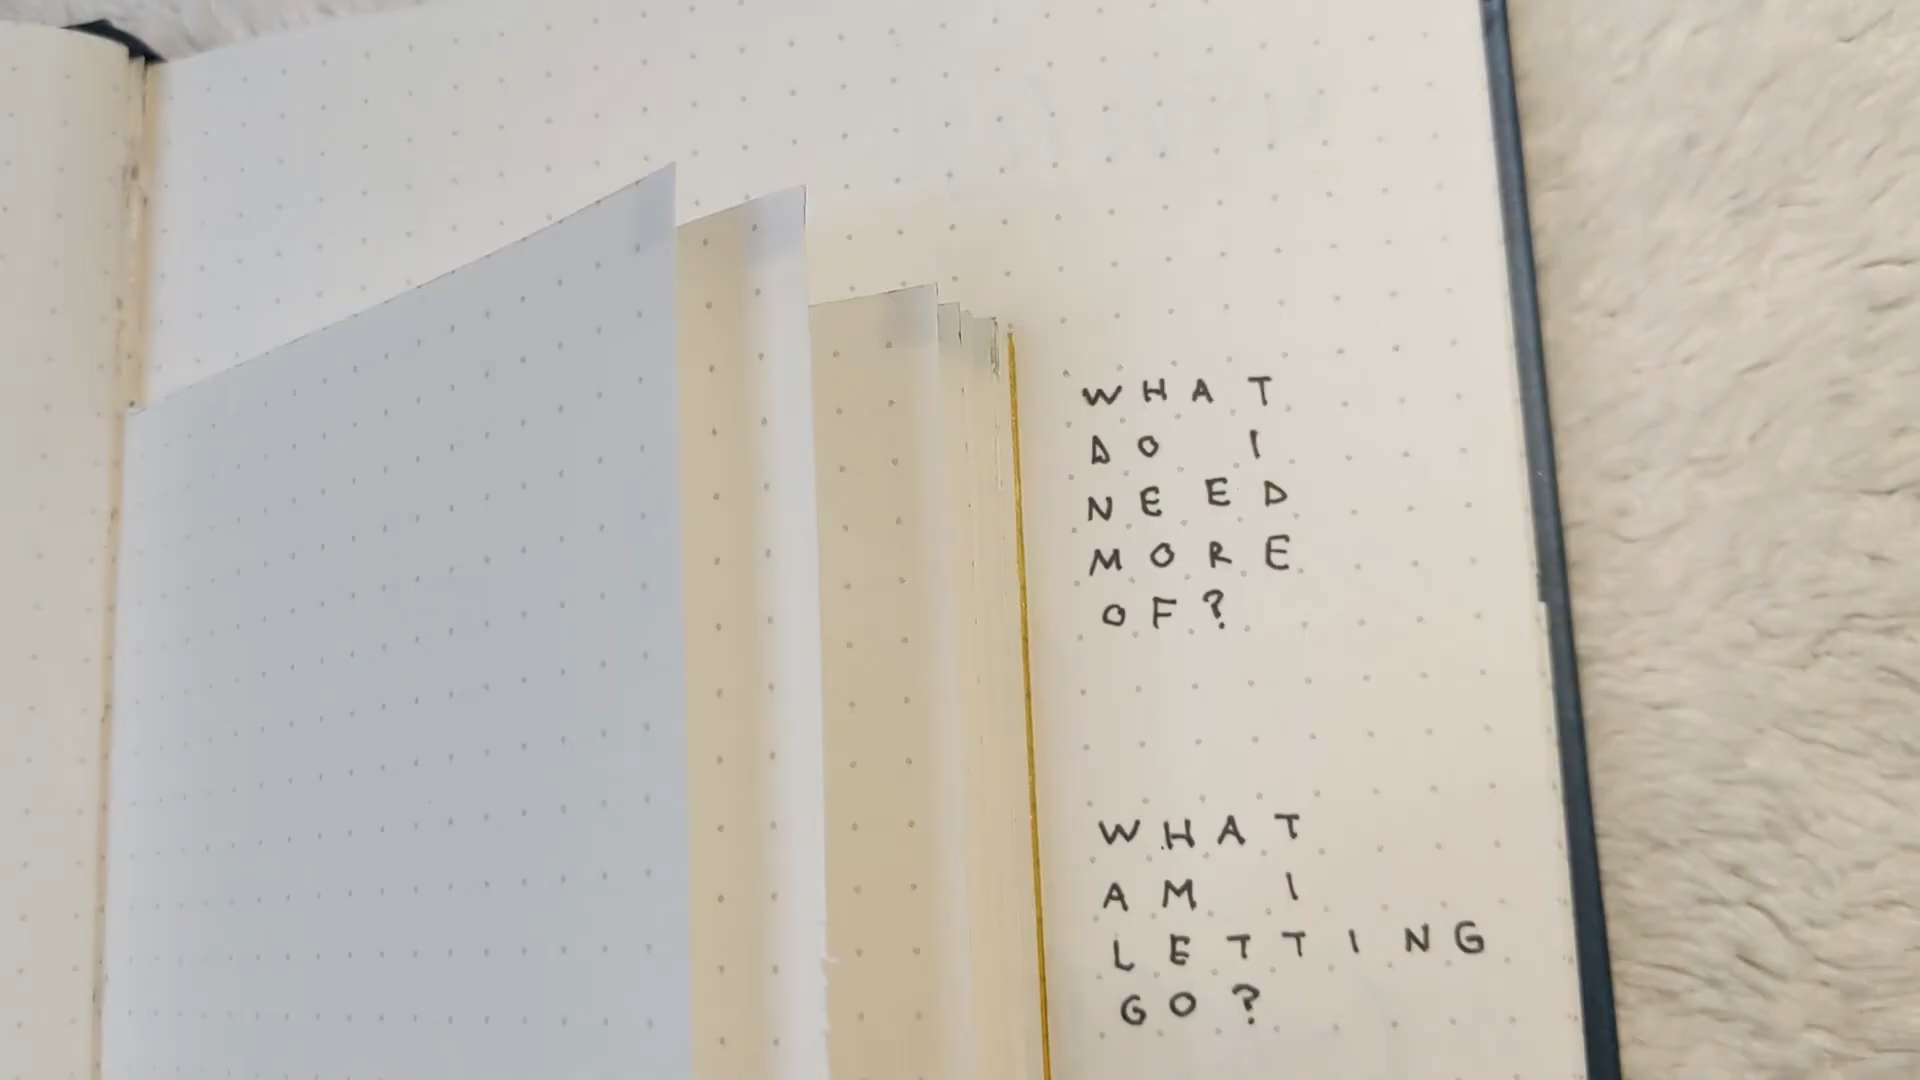 WHAT
DO I
NEED
MORE
OF?
WHAT
AM I
LETTING
GO?